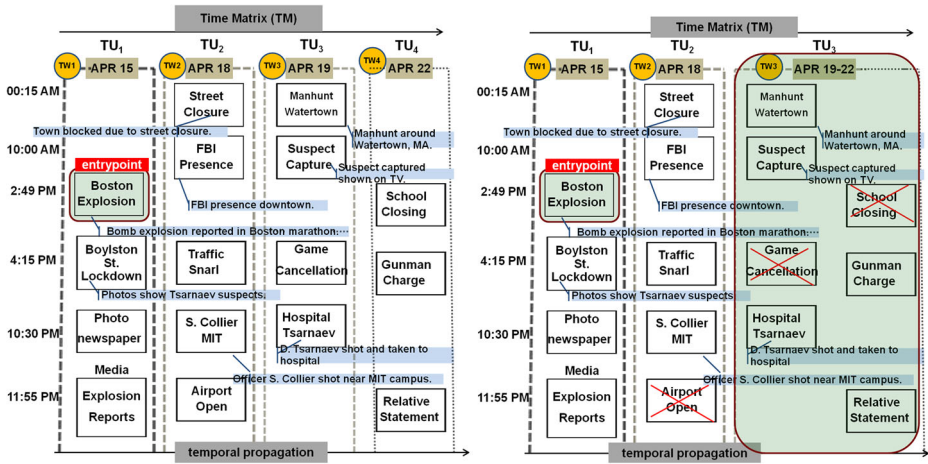 Time Matrix (TM)
TU1
TU2
TU3
TU4
TW1
APR 15
TW2
APR 18
TW3
APR 19
TW4
APR 22
00:15 AM
Street
Closure
Manhunt
Watertown
Town blocked due to street closure.
Manhunt around
Watertown, MA.
10:00 AM
FBI
Presence
Suspect
Capture
Suspect captured
shown on TV.
entrypoint
2:49 PM
Boston
Explosion
School
Closing
FBI presence downtown.
Bomb explosion reported in Boston marathon....
4:15 PM
Boylston
St.
Lockdown
Traffic
Snarl
Game
Cancellation
Gunman
Charge
Photos show Tsarnaev suspects.
10:30 PM
Photo
newspaper
S. Collier
MIT
Hospital
Tsarnaev
D. Tsarnaev shot and taken to
hospital
Officer S. Collier shot near MIT campus.
11:55 PM
Media
Explosion
Reports
Airport
Open
Relative
Statement
temporal propagation
Time Matrix (TM)
TU1
TU2
TU3
TW1
APR 15
TW2
APR 18
TW3
APR 19-22
00:15 AM
Street
Closure
Manhunt
Watertown
Town blocked due to street closure.
Manhunt around
Watertown, MA.
10:00 AM
FBI
Presence
Suspect
Capture
Suspect captured
shown on TV.
entrypoint
2:49 PM
Boston
Explosion
School
Closing
FBI presence downtown.
Bomb explosion reported in Boston marathon....
4:15 PM
Boylston
St.
Lockdown
Traffic
Snarl
Game
Cancellation
Gunman
Charge
Photos show Tsarnaev suspects.
10:30 PM
Photo
newspaper
S. Collier
MIT
Hospital
Tsarnaev
D. Tsarnaev shot and taken to
hospital
Officer S. Collier shot near MIT campus.
11:55 PM
Media
Explosion
Reports
Airport
Open
Relative
Statement
temporal propagation